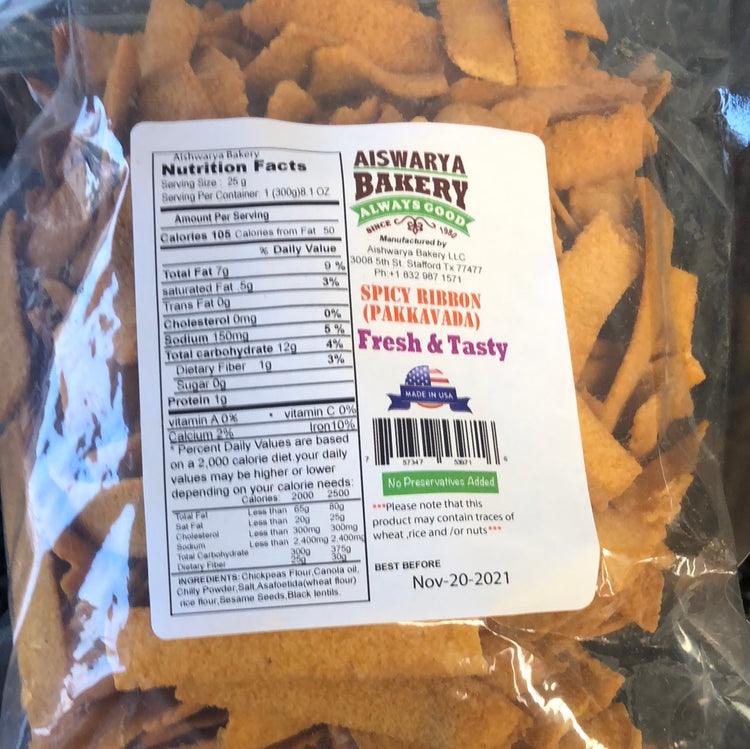 Aishwarya Bakery
Nutrition Facts
Serving Size : 25 g
Serving Per Container: 1 (300g)8.1 OZ
Amount Per Serving
Calories 105 Calories from Fat 50
% Daily Value
Total Fat 7g 9 %
saturated Fat .5g 3%
Trans Fat 0g
Cholesterol 0mg 0%
Sodium 150mg 5 %
Total carbohydrate 12g 4%
Dietary Fiber 1g 3%
Sugar 0g
Protein 1g
vitamin A 0% • vitamin C 0%
Calcium 2% Iron10%
* Percent Daily Values are based
on a 2,000 calorie diet your daily
values may be higher or lower
depending on your calorie needs:
Calories: 2000 2500
Total Fat Less than 65g 80g
Sat Fat Less than 20g 25g
Cholesterol Less than 300mg 300mg
Sodium Less than 2,400mg 2,400mg
Total Carbohydrate 300g 375g
Dietary Fiber 25g 30g
INGREDIENTS: Chickpeas Flour,Canola oil,
Chilly Powder,Salt,Asafoetida(wheat flour)
rice flour,Sesame Seeds,Black lentils.
AISWARYA
BAKERY
ALWAYS GOOD
SINCE 1980
Manufactured by
Aishwarya Bakery LLC
3008 5th St. Stafford Tx 77477
Ph:+1 832 987 1571
SPICY RIBBON
(PAKKAVADA)
Fresh & Tasty
MADE IN USA
7 57347 53671 6
No Preservatives Added
***Please note that this
product may contain traces of
wheat ,rice and /or nuts***
BEST BEFORE
Nov-20-2021